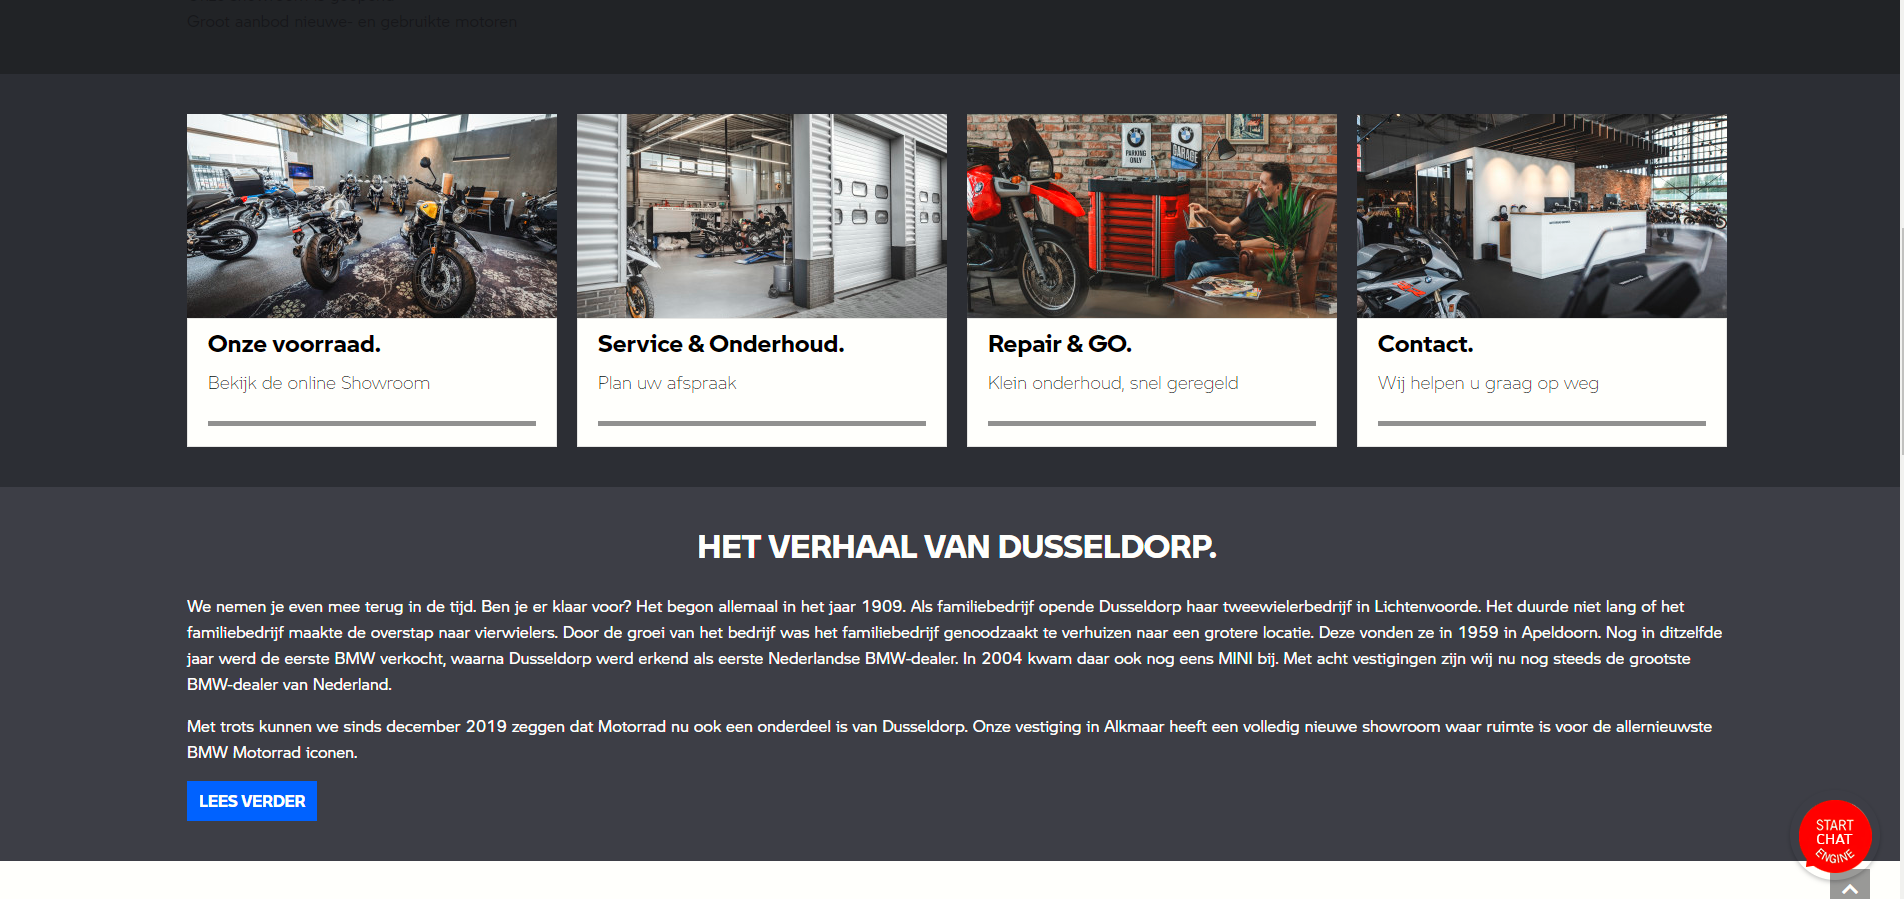 Groot aanbod nieuwe- en gebruikte motoren
PARKING
ONLY
GARAGE
Onze voorraad.
Bekijk de online Showroom
Service & Onderhoud.
Plan uw afspraak
Repair & GO.
Klein onderhoud, snel geregeld
Contact.
Wij helpen u graag op weg
HET VERHAAL VAN DUSSELDORP.
We nemen je even mee terug in de tijd. Ben je er klaar voor? Het begon allemaal in het jaar 1909. Als familiebedrijf opende Dusseldorp haar tweewielerbedrijf in Lichtenvoorde. Het duurde niet lang of het
familiebedrijf maakte de overstap naar vierwielers. Door de groei van het bedrijf was het familiebedrijf genoodzaakt te verhuizen naar een grotere locatie. Deze vonden ze in 1959 in Apeldoorn. Nog in ditzelfde
jaar werd de eerste BMW verkocht, waarna Dusseldorp werd erkend als eerste Nederlandse BMW-dealer. In 2004 kwam daar ook nog eens MINI bij. Met acht vestigingen zijn wij nu nog steeds de grootste
BMW-dealer van Nederland.
Met trots kunnen we sinds december 2019 zeggen dat Motorrad nu ook een onderdeel is van Dusseldorp. Onze vestiging in Alkmaar heeft een volledig nieuwe showroom waar ruimte is voor de allernieuwste
BMW Motorrad iconen.
LEES VERDER
START
CHAT
ENGINE